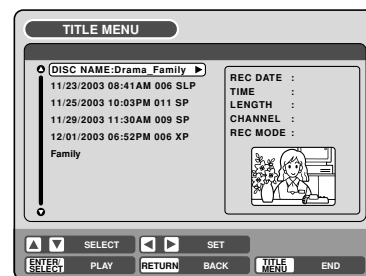 TITLE MENU
DISC NAME:Drama_Family ▶
11/23/2003 08:41AM 006 SLP
11/25/2003 10:03PM 011 SP
11/29/2003 11:30AM 009 SP
12/01/2003 06:52PM 006 XP
Family
REC DATE :
TIME :
LENGTH :
CHANNEL :
REC MODE :
SELECT SET
ENTER/SELECT PLAY RETURN BACK TITLE MENU END